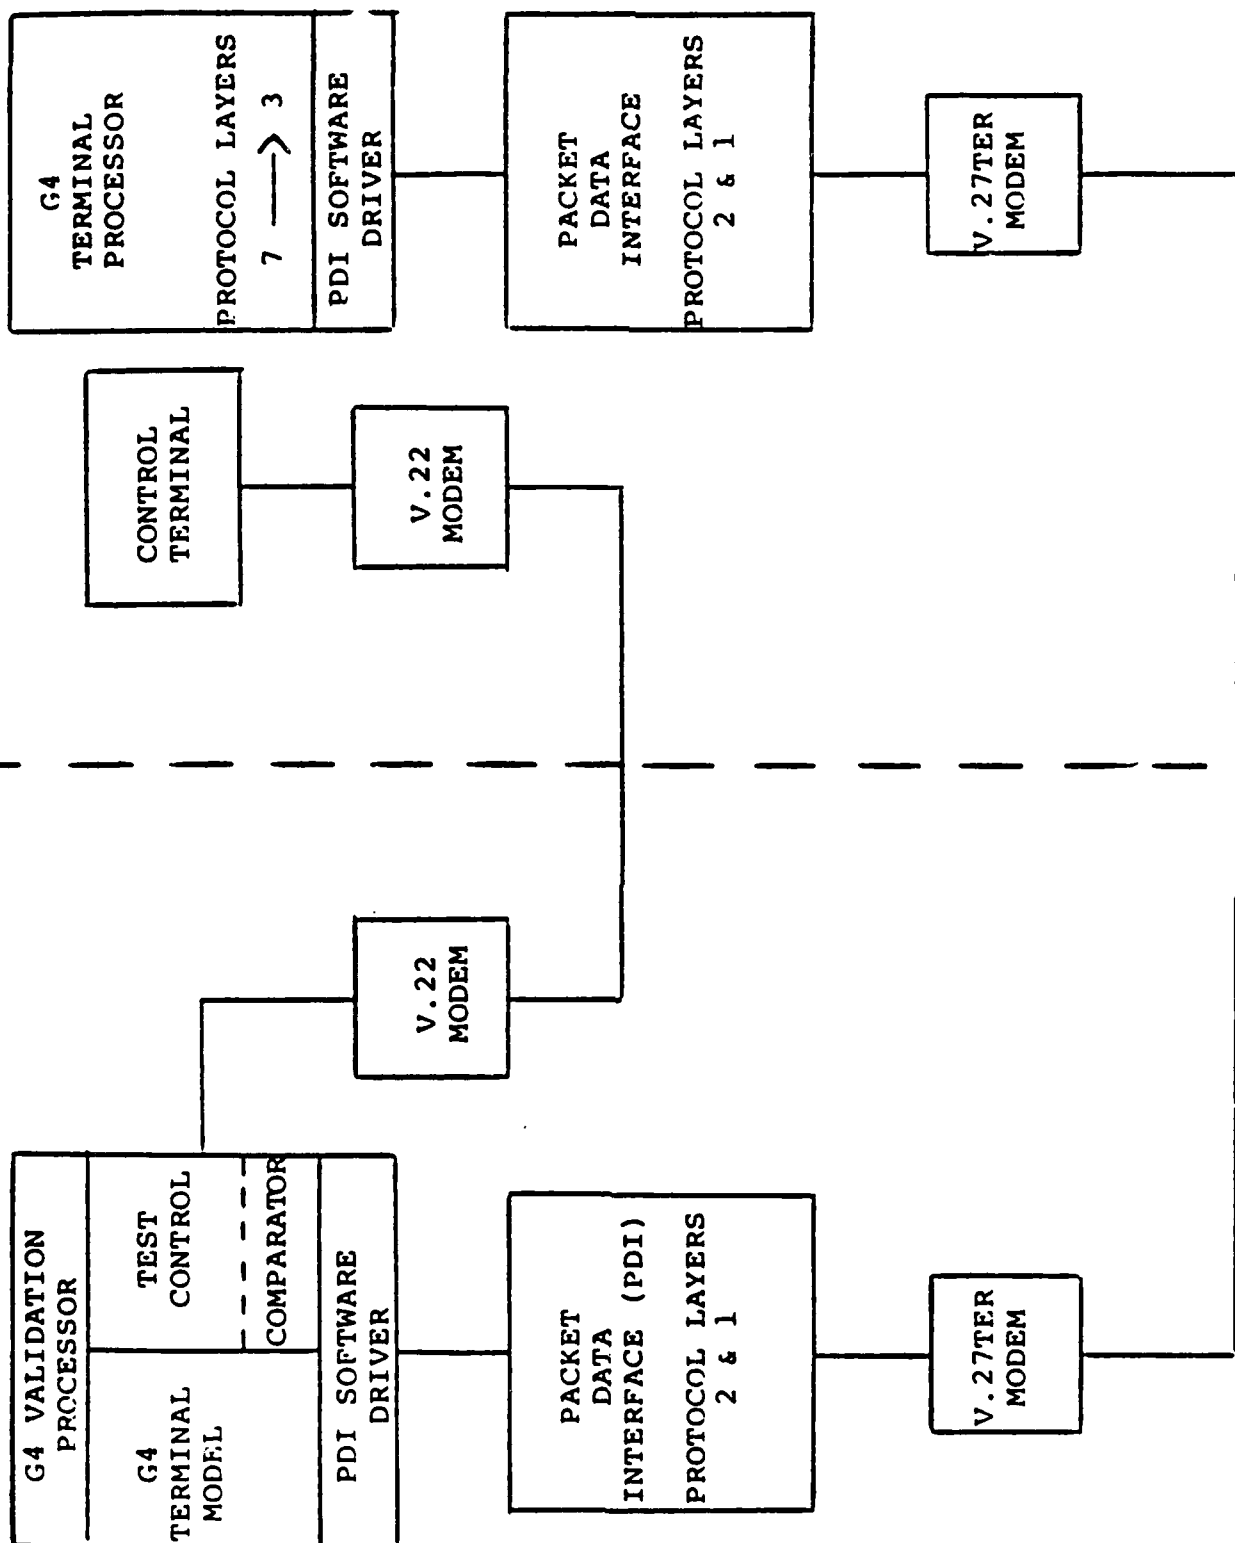 G4 VALIDATION
PROCESSOR
G4
TERMINAL
MODEL
TEST
CONTROL
COMPARATOR
PDI SOFTWARE
DRIVER
PACKET
DATA
INTERFACE (PDI)
PROTOCOL LAYERS
2 & 1
V.27TER
MODEM
V.22
MODEM
CONTROL
TERMINAL
V.22
MODEM
G4
TERMINAL
PROCESSOR
PROTOCOL LAYERS
7 ⟶ 3
PDI SOFTWARE
DRIVER
PACKET
DATA
INTERFACE
PROTOCOL LAYERS
2 & 1
V.27TER
MODEM